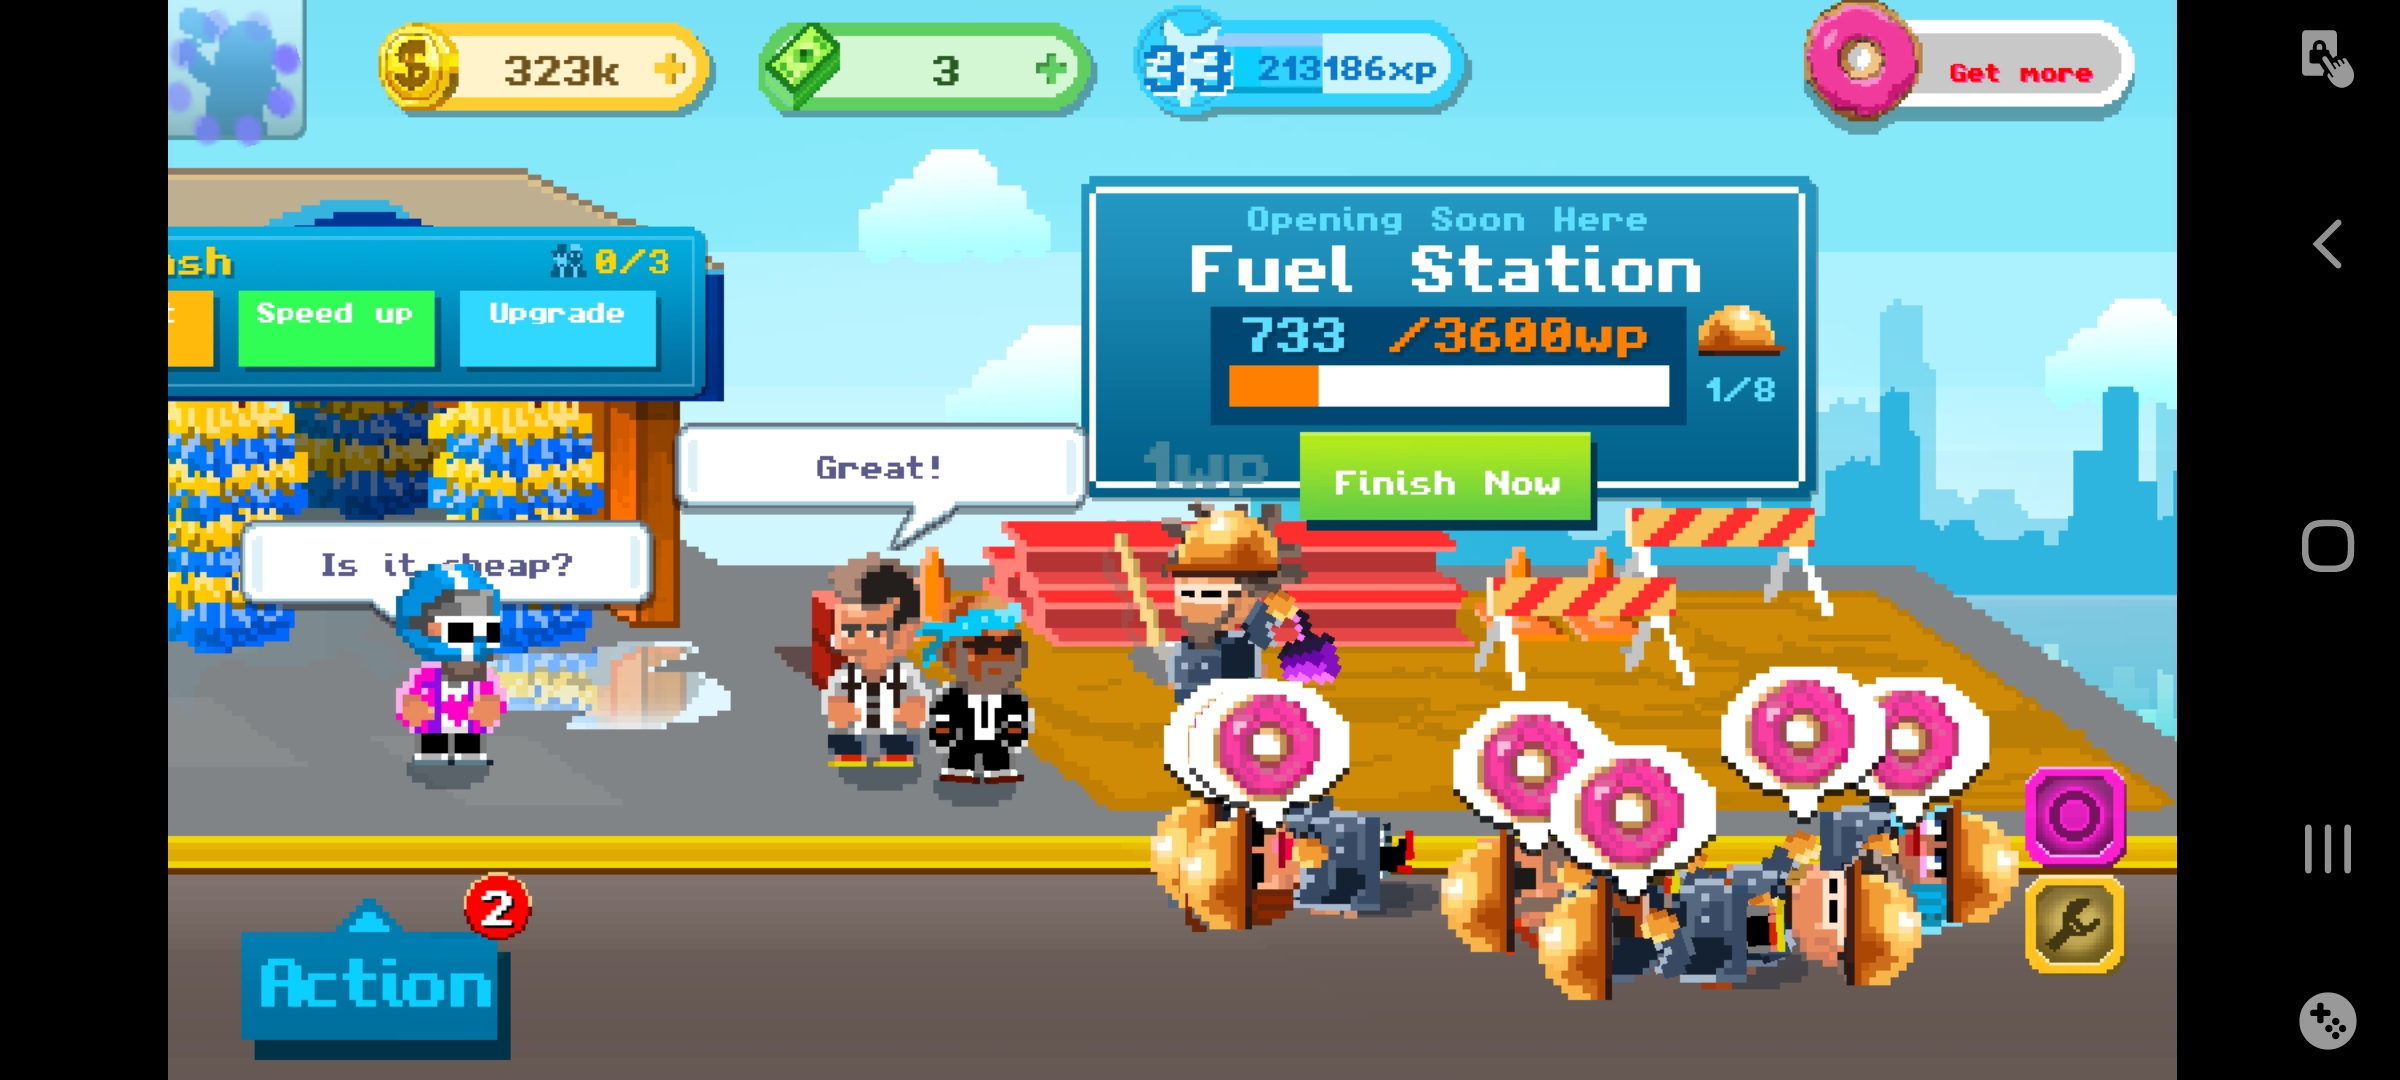 323k
3
33 213186xp
Get more
Opening Soon Here
Fuel Station
733 /3600wp
1/8
Finish Now
1wp
0/3
Speed up
Upgrade
Great!
Is it cheap?
2
Action